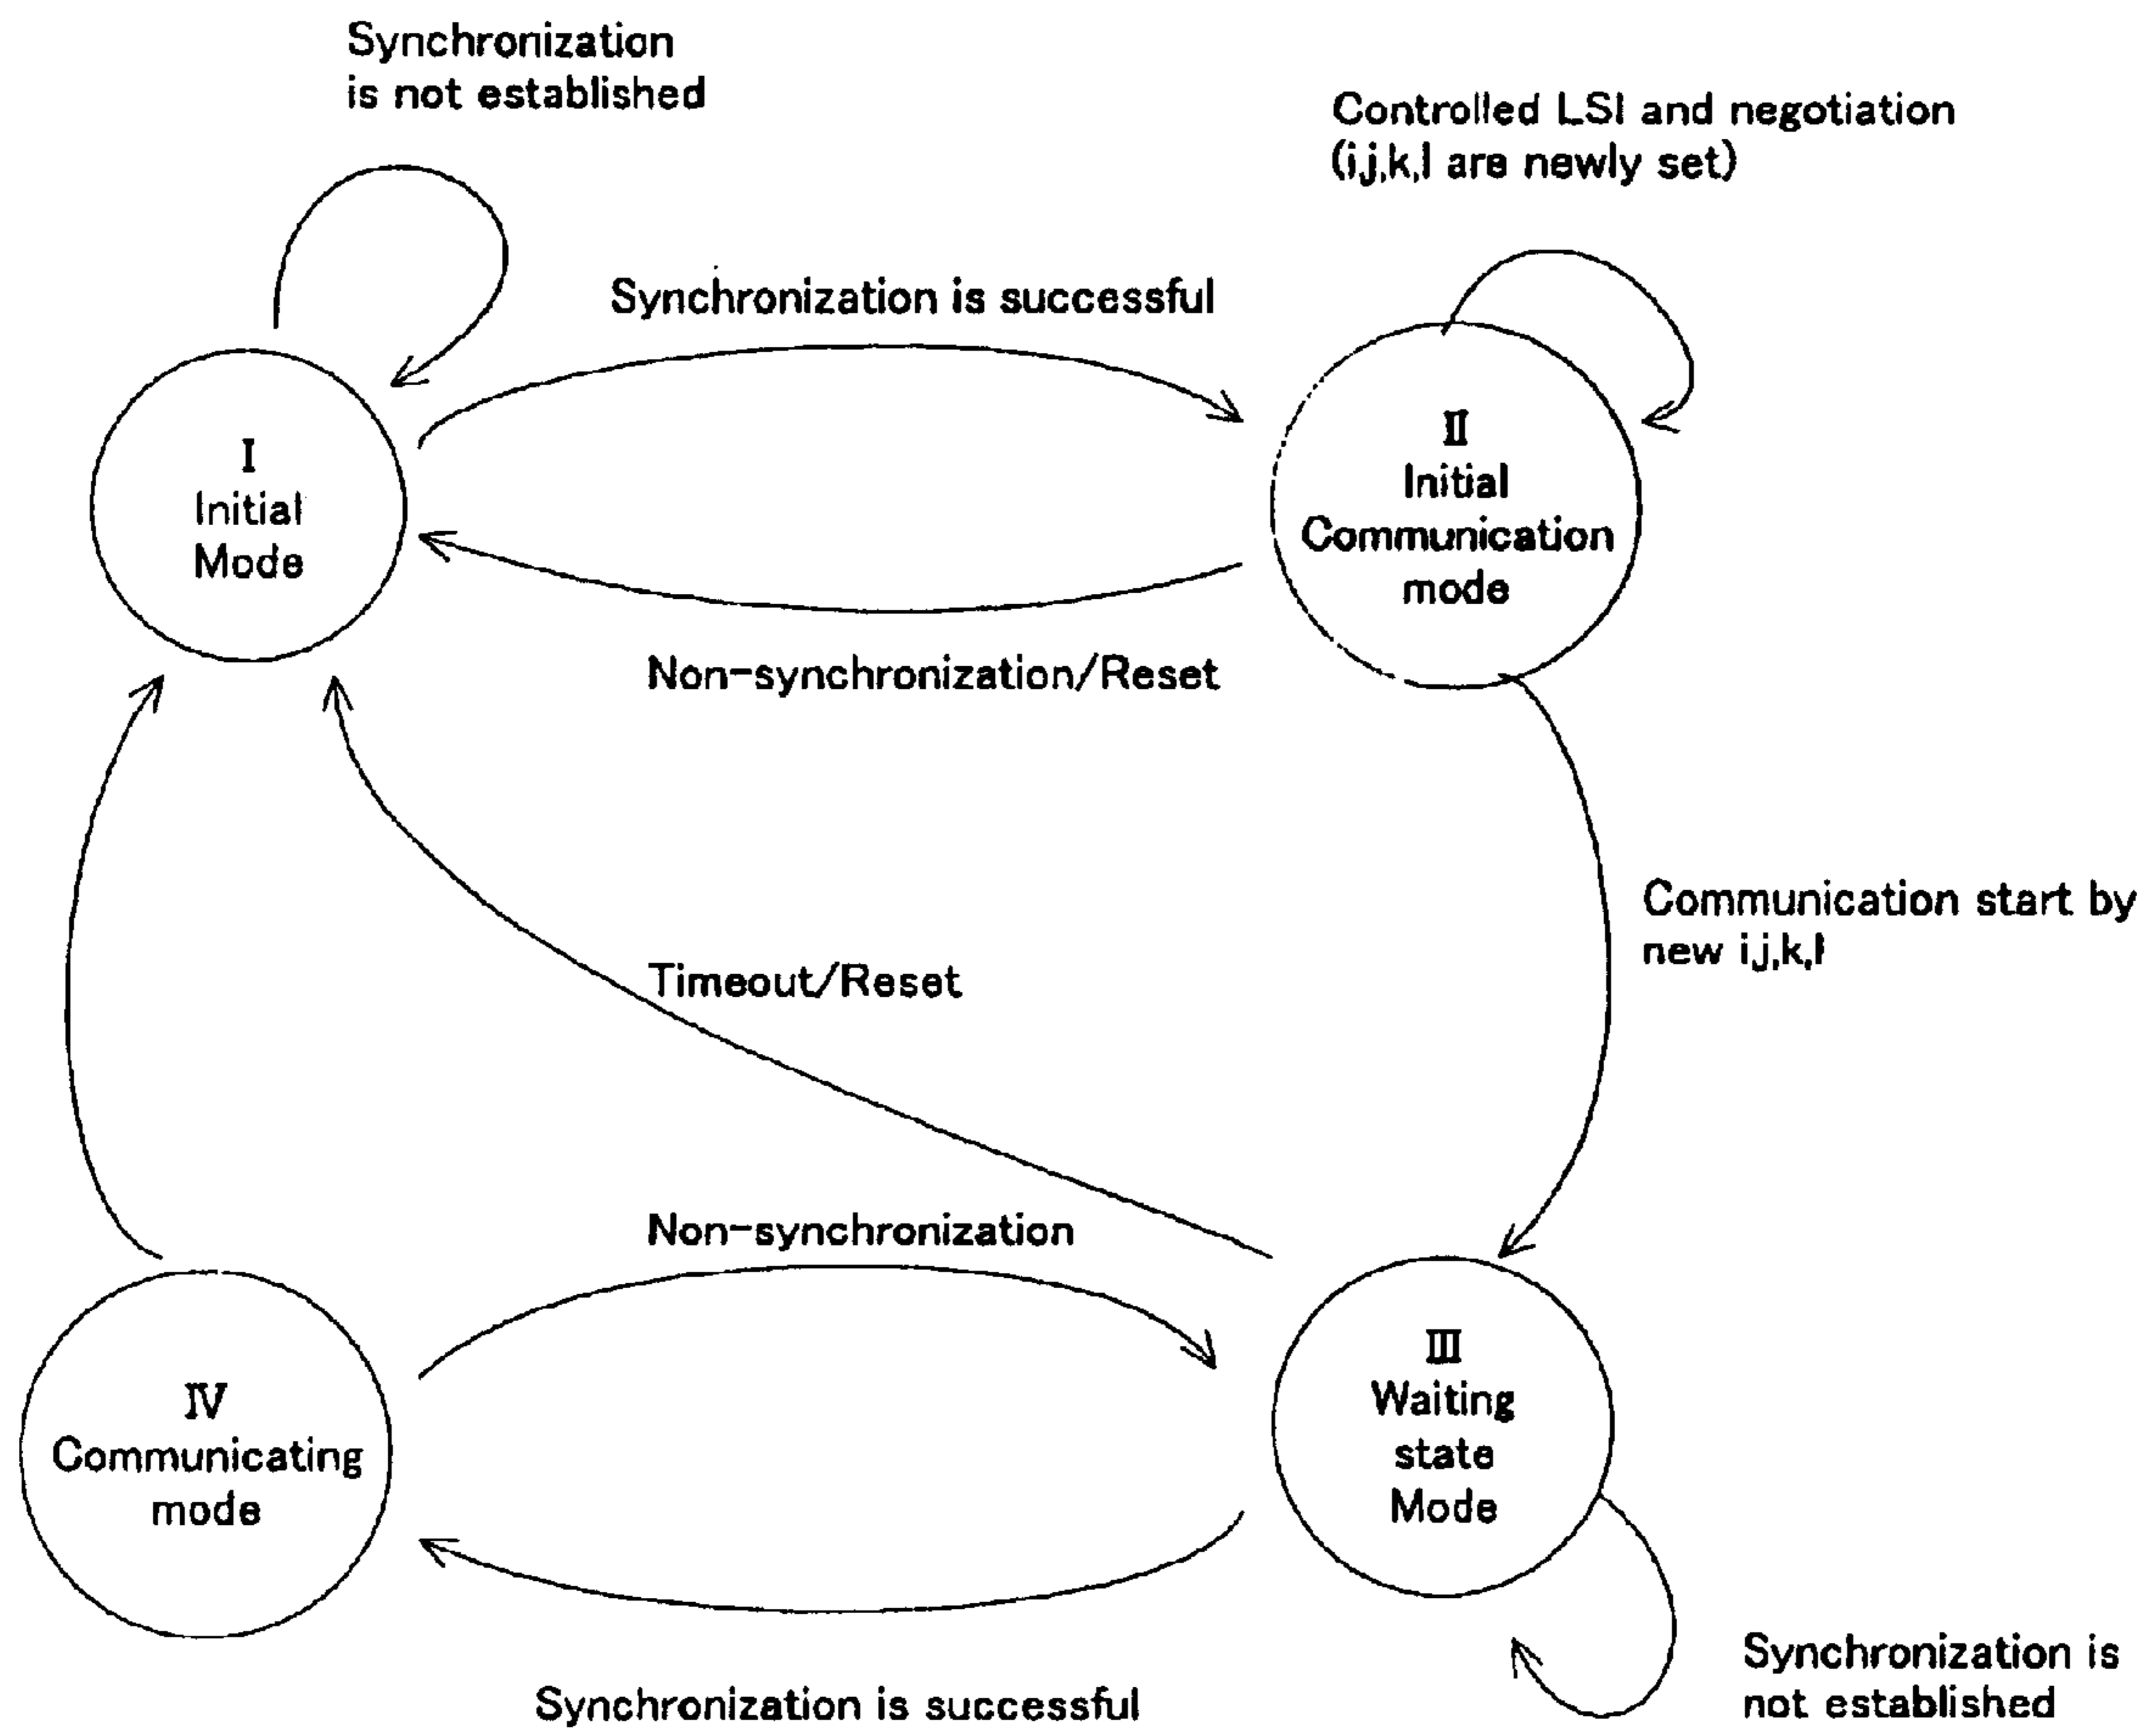 Synchronization
is not established
Controlled LSI and negotiation
(i,j,k,l are newly set)
Synchronization is successful
I
Initial
Mode
II
Initial
Communication
mode
Non-synchronization/Reset
Communication start by
new i,j,k,l
Timeout/Reset
Non-synchronization
III
Waiting
state
Mode
IV
Communicating
mode
Synchronization is
not established
Synchronization is successful